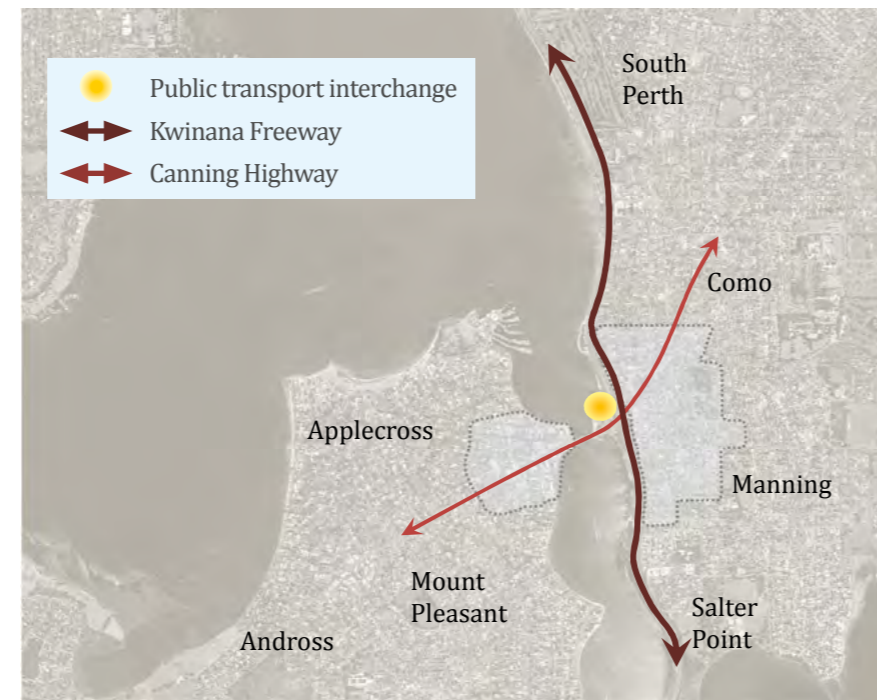 Public transport interchange
Kwinana Freeway
Canning Highway
South
Perth
Como
Applecross
Manning
Mount
Pleasant
Salter
Point
Andross